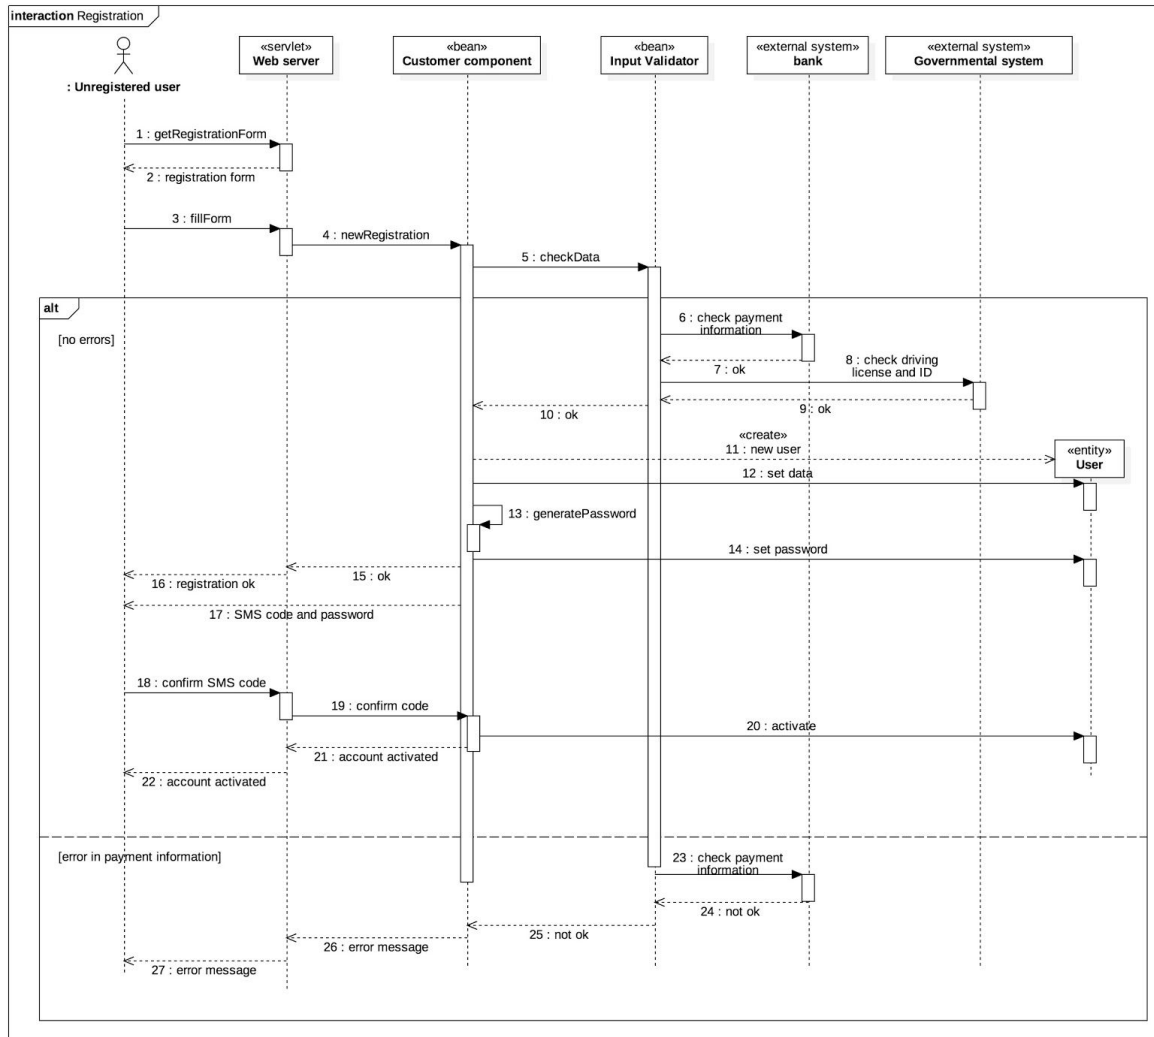 interaction Registration
«servlet»
Web server
«bean»
Customer component
«bean»
Input Validator
«external system»
bank
«external system»
Governmental system
: Unregistered user
1 : getRegistrationForm
2 : registration form
3 : fillForm
4 : newRegistration
5 : checkData
alt
[no errors]
6 : check payment
information
7 : ok
8 : check driving
license and ID
9 : ok
10 : ok
«create»
11 : new user
«entity»
User
12 : set data
13 : generatePassword
14 : set password
15 : ok
16 : registration ok
17 : SMS code and password
18 : confirm SMS code
19 : confirm code
20 : activate
21 : account activated
22 : account activated
[error in payment information]
23 : check payment
information
24 : not ok
25 : not ok
26 : error message
27 : error message